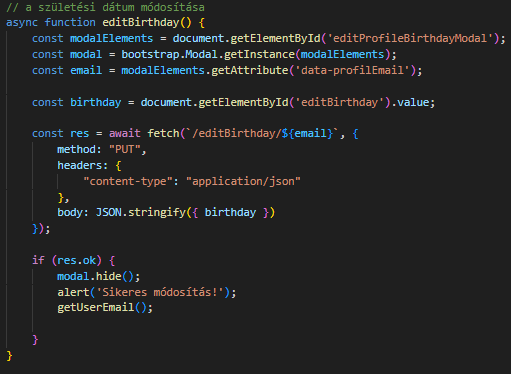 // a születési dátum módosítása
async function editBirthday() {
    const modalElements = document.getElementById('editProfileBirthdayModal');
    const modal = bootstrap.Modal.getInstance(modalElements);
    const email = modalElements.getAttribute('data-profilEmail');

    const birthday = document.getElementById('editBirthday').value;

    const res = await fetch(`/editBirthday/${email}`, {
        method: "PUT",
        headers: {
            "content-type": "application/json"
        },
        body: JSON.stringify({ birthday })
    });

    if (res.ok) {
        modal.hide();
        alert('Sikeres módosítás!');
        getUserEmail();

    }
}